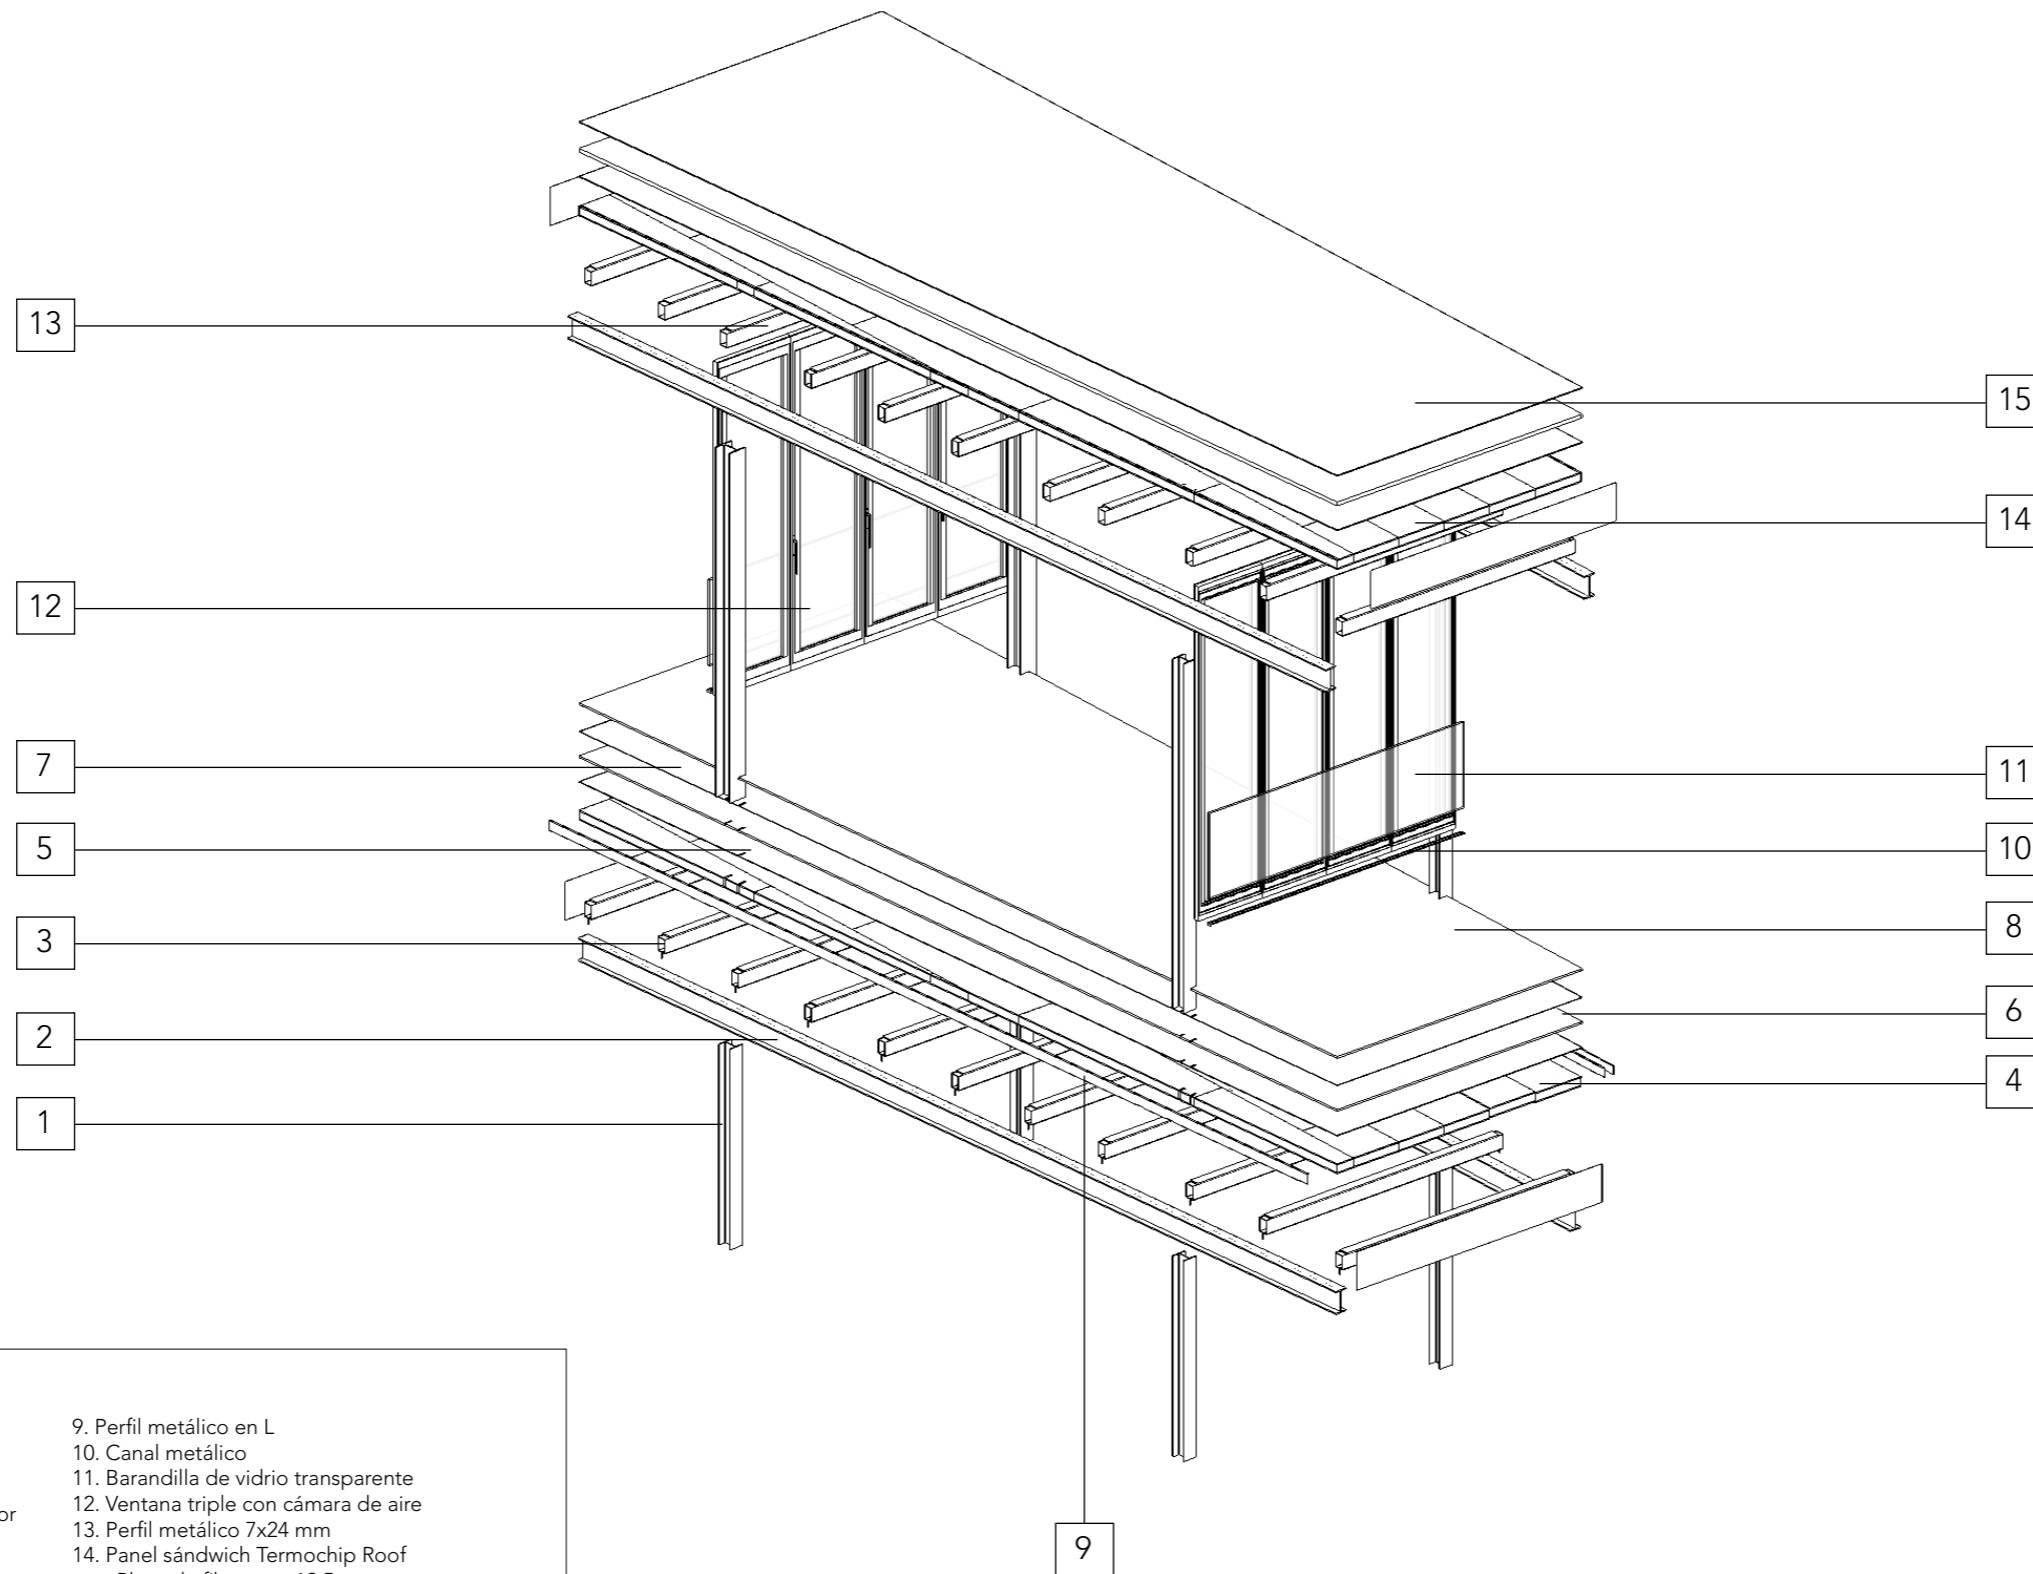 13
15
14
12
7
11
5
10
3
8
6
2
4
1
9
9. Perfil metálico en L
10. Canal metálico
11. Barandilla de vidrio transparente
12. Ventana triple con cámara de aire
or
13. Perfil metálico 7x24 mm
14. Panel sándwich Termochip Roof